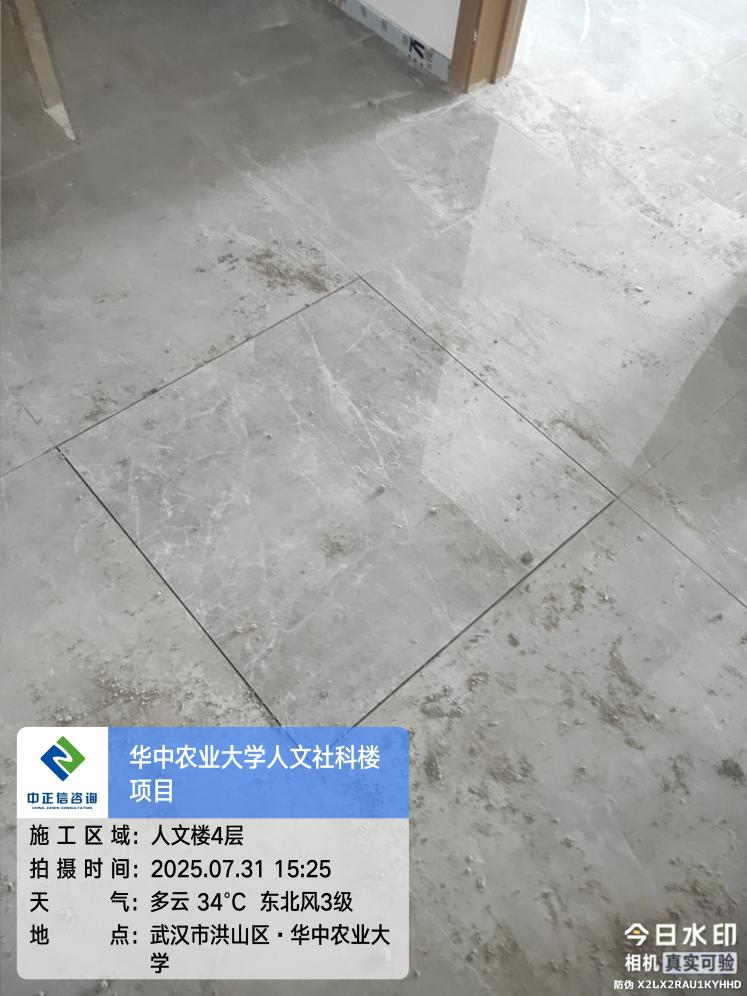 中正信咨询
华中农业大学人文社科楼
项目
施工区域：人文楼4层
拍摄时间：2025.07.31 15:25
天气：多云 34℃ 东北风3级
地点：武汉市洪山区·华中农业大
学
今日水印
相机真实可验
防伪 X2LX2RAU1KYHHD